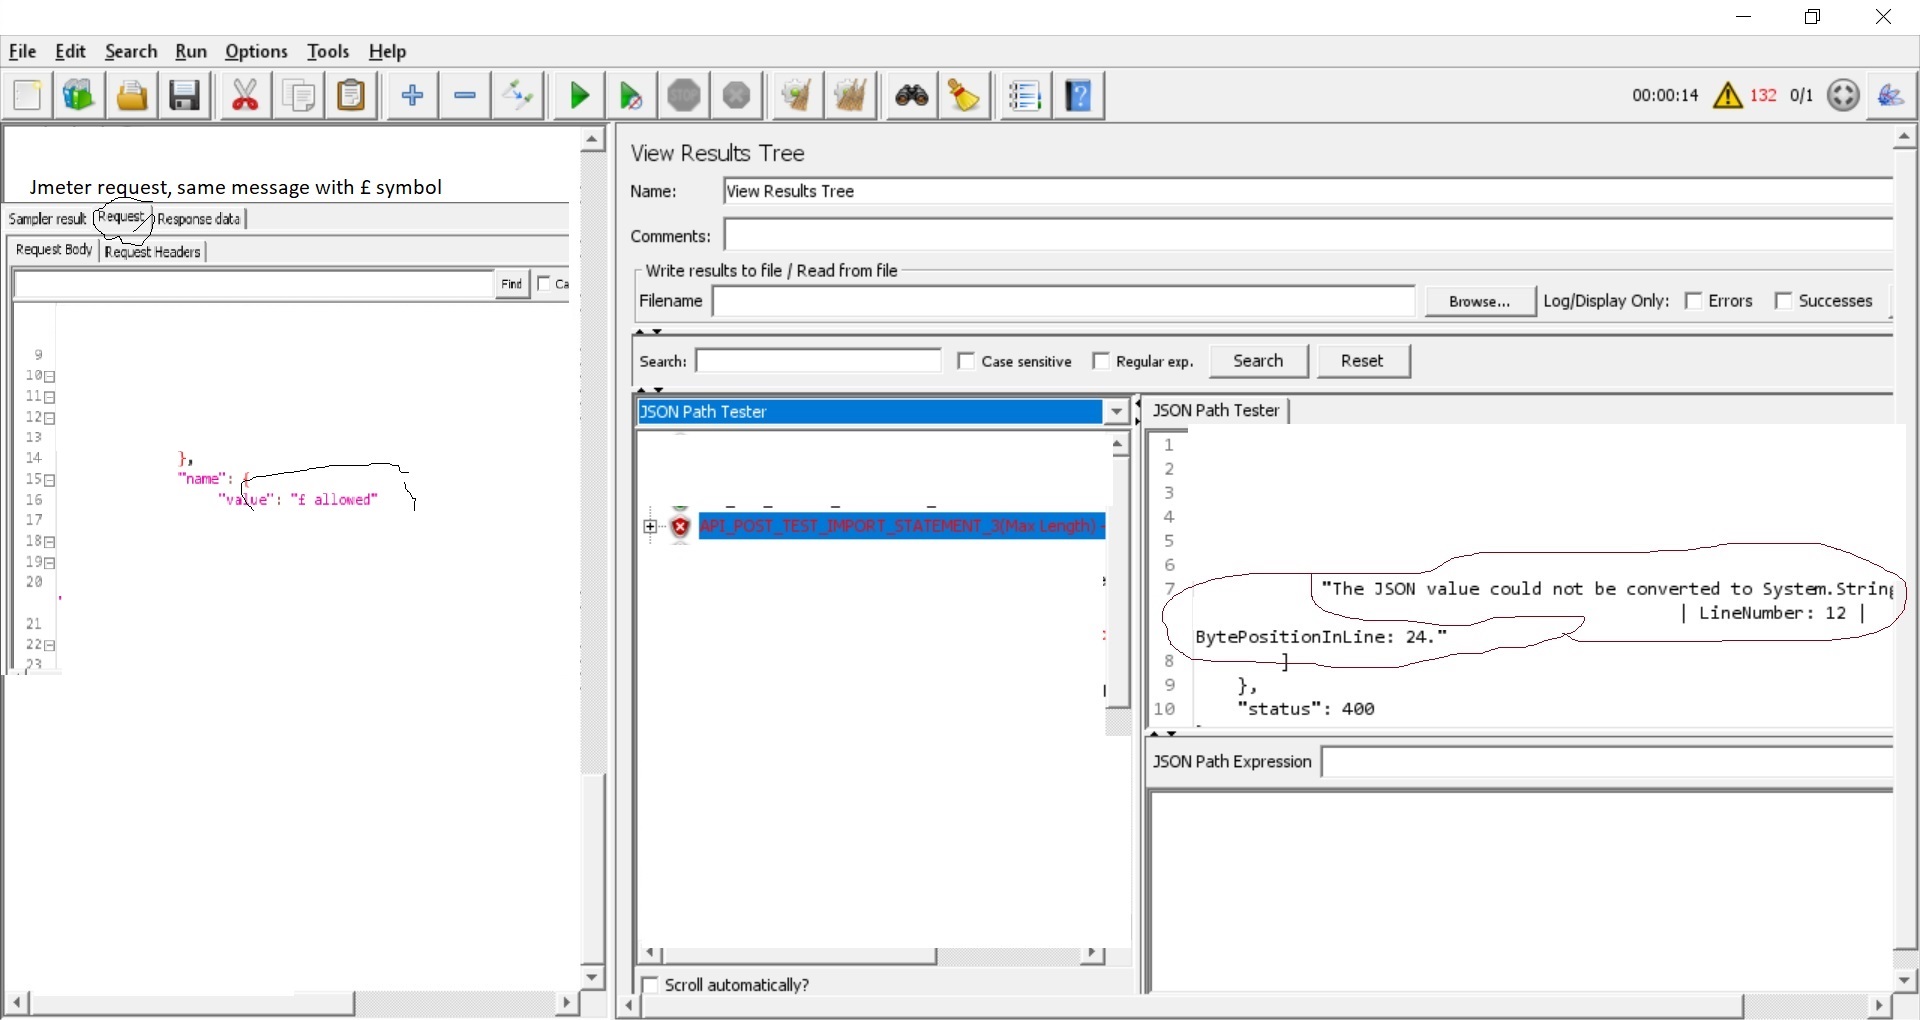 File Edit Search Run Options Tools Help
STOP
?
00:00:14 132 0/1
Jmeter request, same message with £ symbol
Sampler result Request Response data
Request Body Request Headers
Find Ca
9
10
11
12
13
14 },
15 "name": {
16 "value": "£ allowed"
17
18
19
20
21
22
23
View Results Tree
Name: View Results Tree
Comments:
Write results to file / Read from file
Filename Browse... Log/Display Only: Errors Successes
Search: Case sensitive Regular exp. Search Reset
JSON Path Tester
API_POST_TEST_IMPORT_STATEMENT_3(Max Length) -
Scroll automatically?
JSON Path Tester
1
2
3
4
5
6
7 "The JSON value could not be converted to System.String
| LineNumber: 12 |
BytePositionInLine: 24."
8 ]
9 },
10 "status": 400
JSON Path Expression